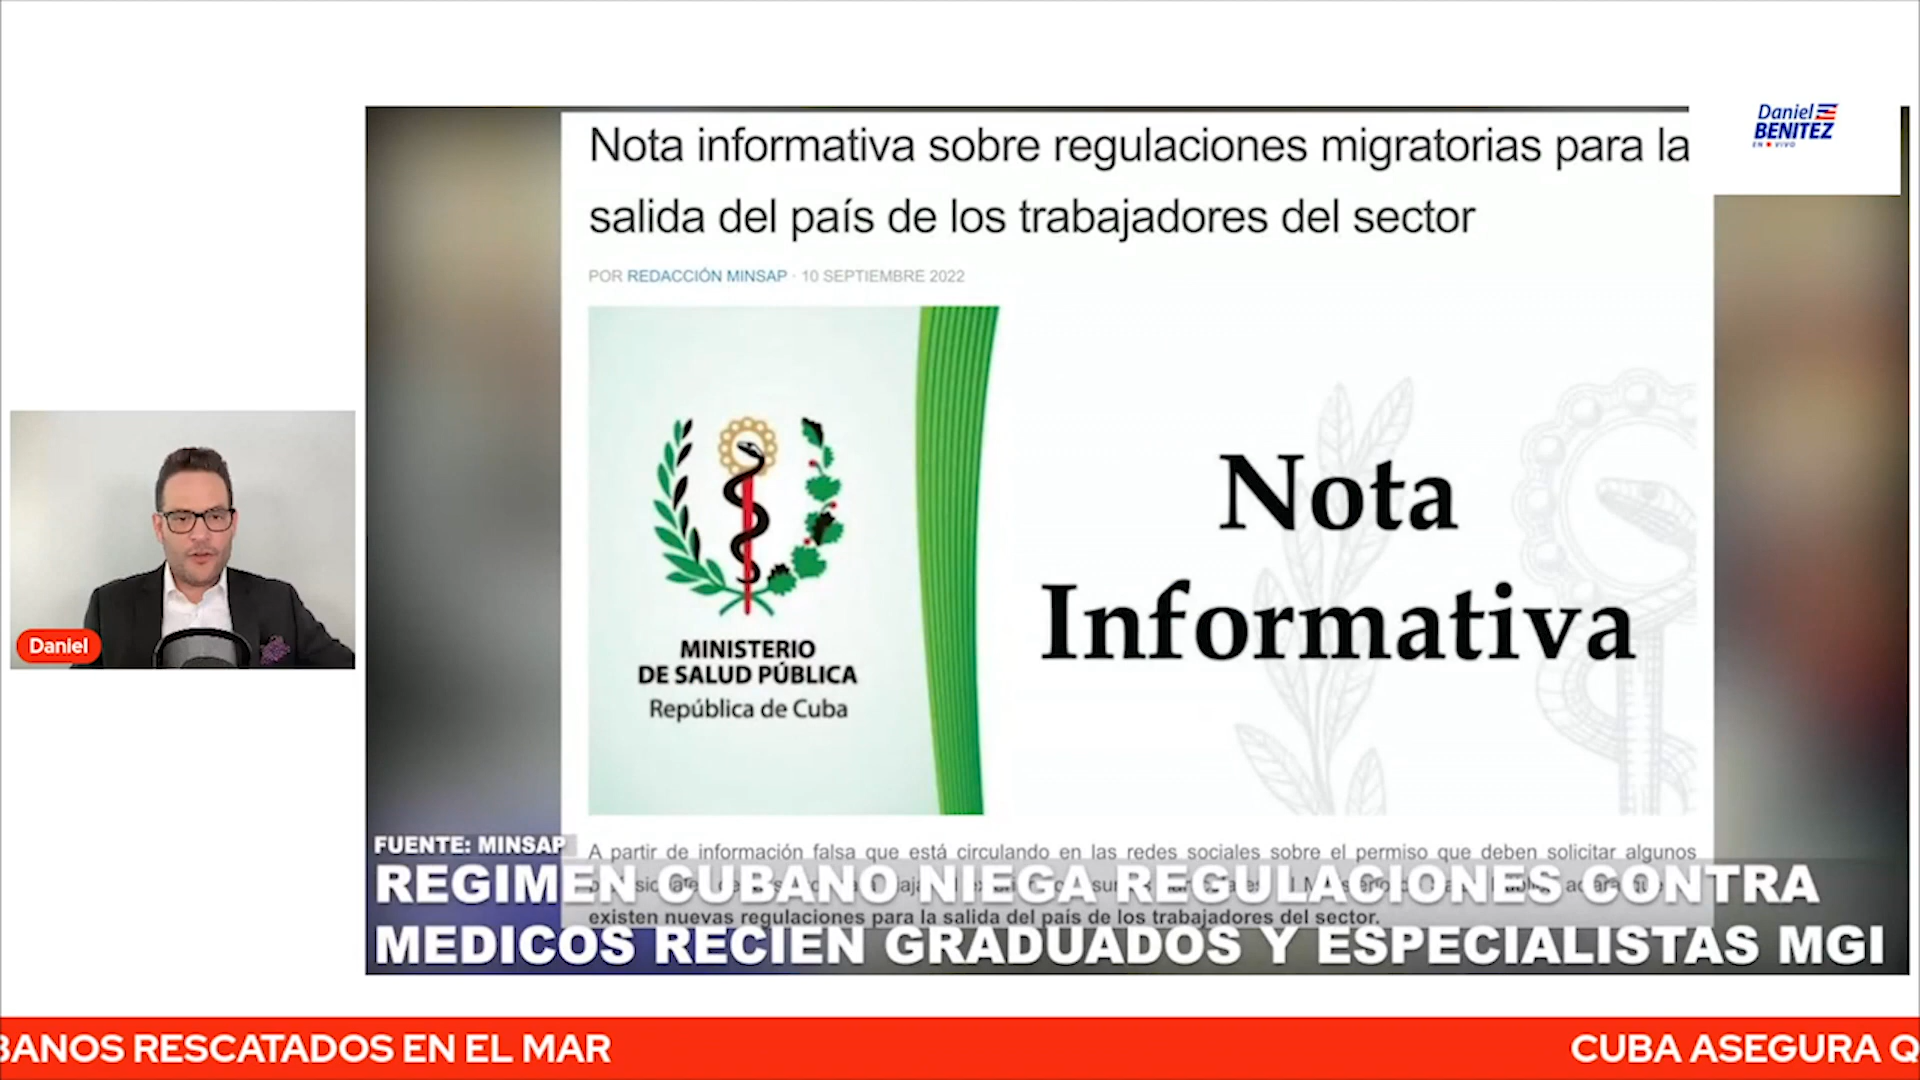 Daniel
BENITEZ
EN VIVO
Nota informativa sobre regulaciones migratorias para la
salida del país de los trabajadores del sector
POR REDACCIÓN MINSAP · 10 SEPTIEMBRE 2022
MINISTERIO
DE SALUD PÚBLICA
República de Cuba
Nota
Informativa
Daniel
FUENTE: MINSAP
A partir de información falsa que está circulando en las redes sociales sobre el permiso que deben solicitar algunos
REGIMEN CUBANO NIEGA REGULACIONES CONTRA
existen nuevas regulaciones para la salida del país de los trabajadores del sector.
MEDICOS RECIEN GRADUADOS Y ESPECIALISTAS MGI
BANOS RESCATADOS EN EL MAR
CUBA ASEGURA Q